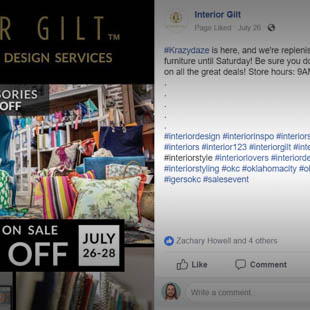 R GILT™
DESIGN SERVICES
SORIES
OFF
ON SALE
OFF
JULY
26-28
Interior Gilt
Page Liked · July 26 ·
#Krazydaze is here, and we're replenis
furniture until Saturday! Be sure you do
on all the great deals! Store hours: 9A
.
.
.
.
.
#interiordesign #interiorinspo #interiors
#interiors #interior123 #interiorgilt #inte
#interiorstyle #interiorlovers #interiorde
#interiorstyling #okc #oklahomacity #o
#igersokc #salesevent
Zachary Howell and 4 others
Like
Comment
Write a comment